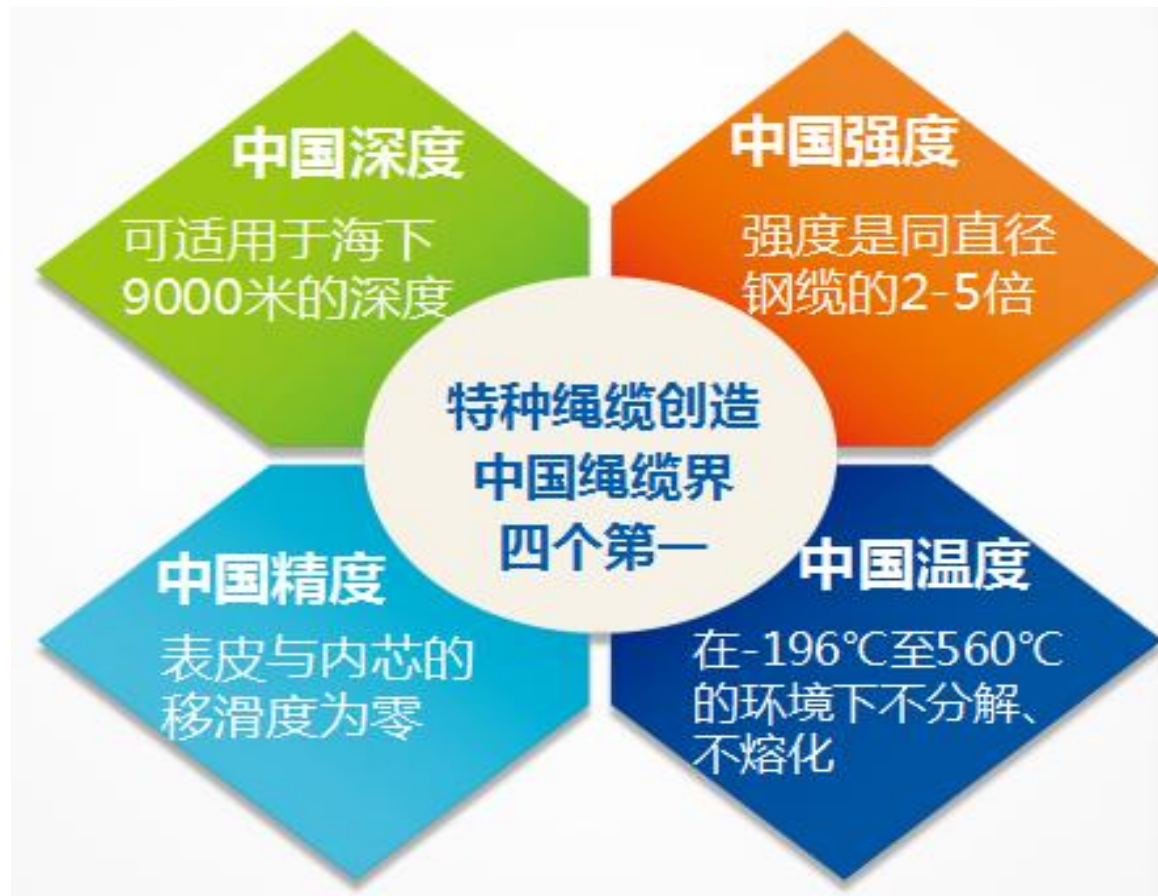 中国深度
可适用于海下
9000米的深度
中国强度
强度是同直径
钢缆的2-5倍
特种绳缆创造
中国绳缆界
四个第一
中国精度
表皮与内芯的
移滑度为零
中国温度
在-196℃至560℃
的环境下不分解、
不熔化